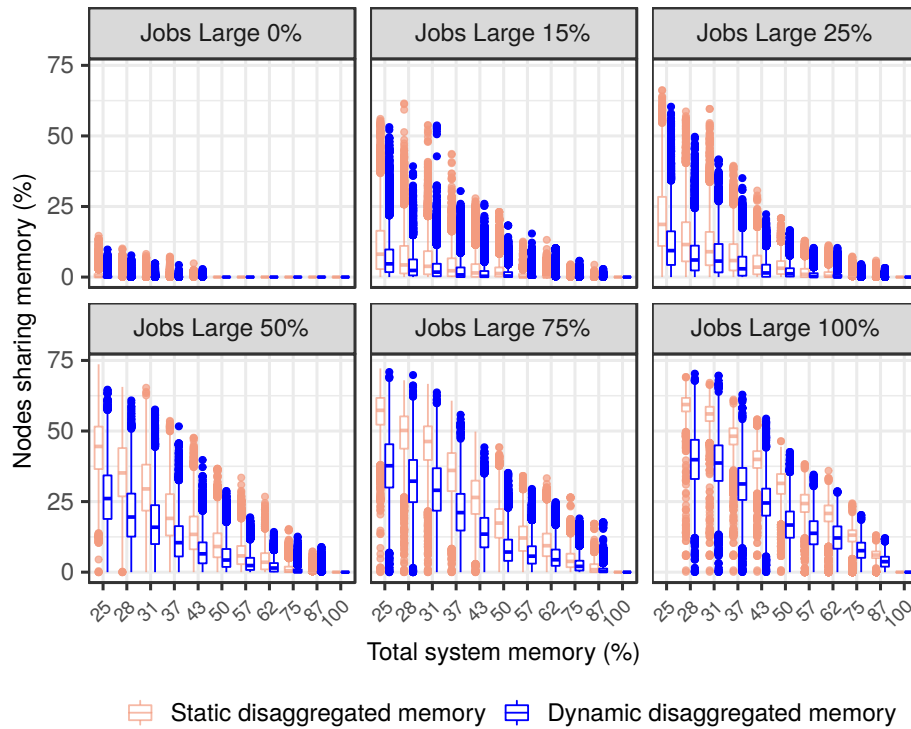 Jobs Large 0% Jobs Large 15% Jobs Large 25%
75
50
25
0
Jobs Large 50% Jobs Large 75% Jobs Large 100%
75
50
25
0
Nodes sharing memory (%)
25 28 31 37 43 50 57 62 75 87 100 25 28 31 37 43 50 57 62 75 87 100 25 28 31 37 43 50 57 62 75 87 100
Total system memory (%)
Static disaggregated memory Dynamic disaggregated memory